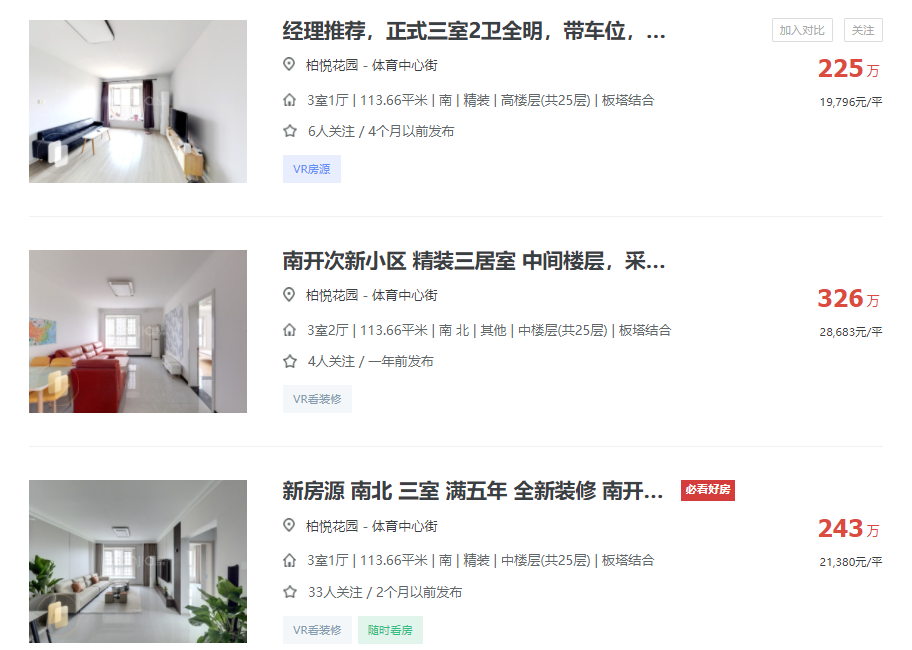 经理推荐，正式三室2卫全明，带车位，...
加入对比
关注
柏悦花园 - 体育中心街
225万
3室1厅 | 113.66平米 | 南 | 精装 | 高楼层(共25层) | 板塔结合
19,796元/平
6人关注 / 4个月以前发布
VR房源
南开次新小区 精装三居室 中间楼层，采...
柏悦花园 - 体育中心街
326万
3室2厅 | 113.66平米 | 南 北 | 其他 | 中楼层(共25层) | 板塔结合
28,683元/平
4人关注 / 一年前发布
VR看装修
新房源 南北 三室 满五年 全新装修 南开...
必看好房
柏悦花园 - 体育中心街
243万
3室1厅 | 113.66平米 | 南 | 精装 | 中楼层(共25层) | 板塔结合
21,380元/平
33人关注 / 2个月以前发布
VR看装修
随时看房